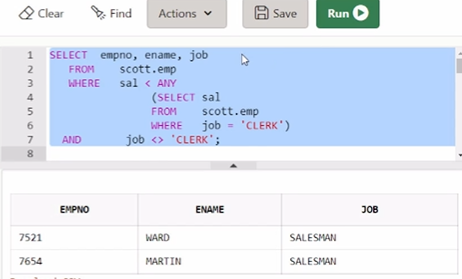 Clear Find Actions Save Run
1 SELECT empno, ename, job
2 FROM scott.emp
3 WHERE sal < ANY
4 (SELECT sal
5 FROM scott.emp
6 WHERE job = 'CLERK')
7 AND job <> 'CLERK';
8
EMPNO ENAME JOB
7521 WARD SALESMAN
7654 MARTIN SALESMAN